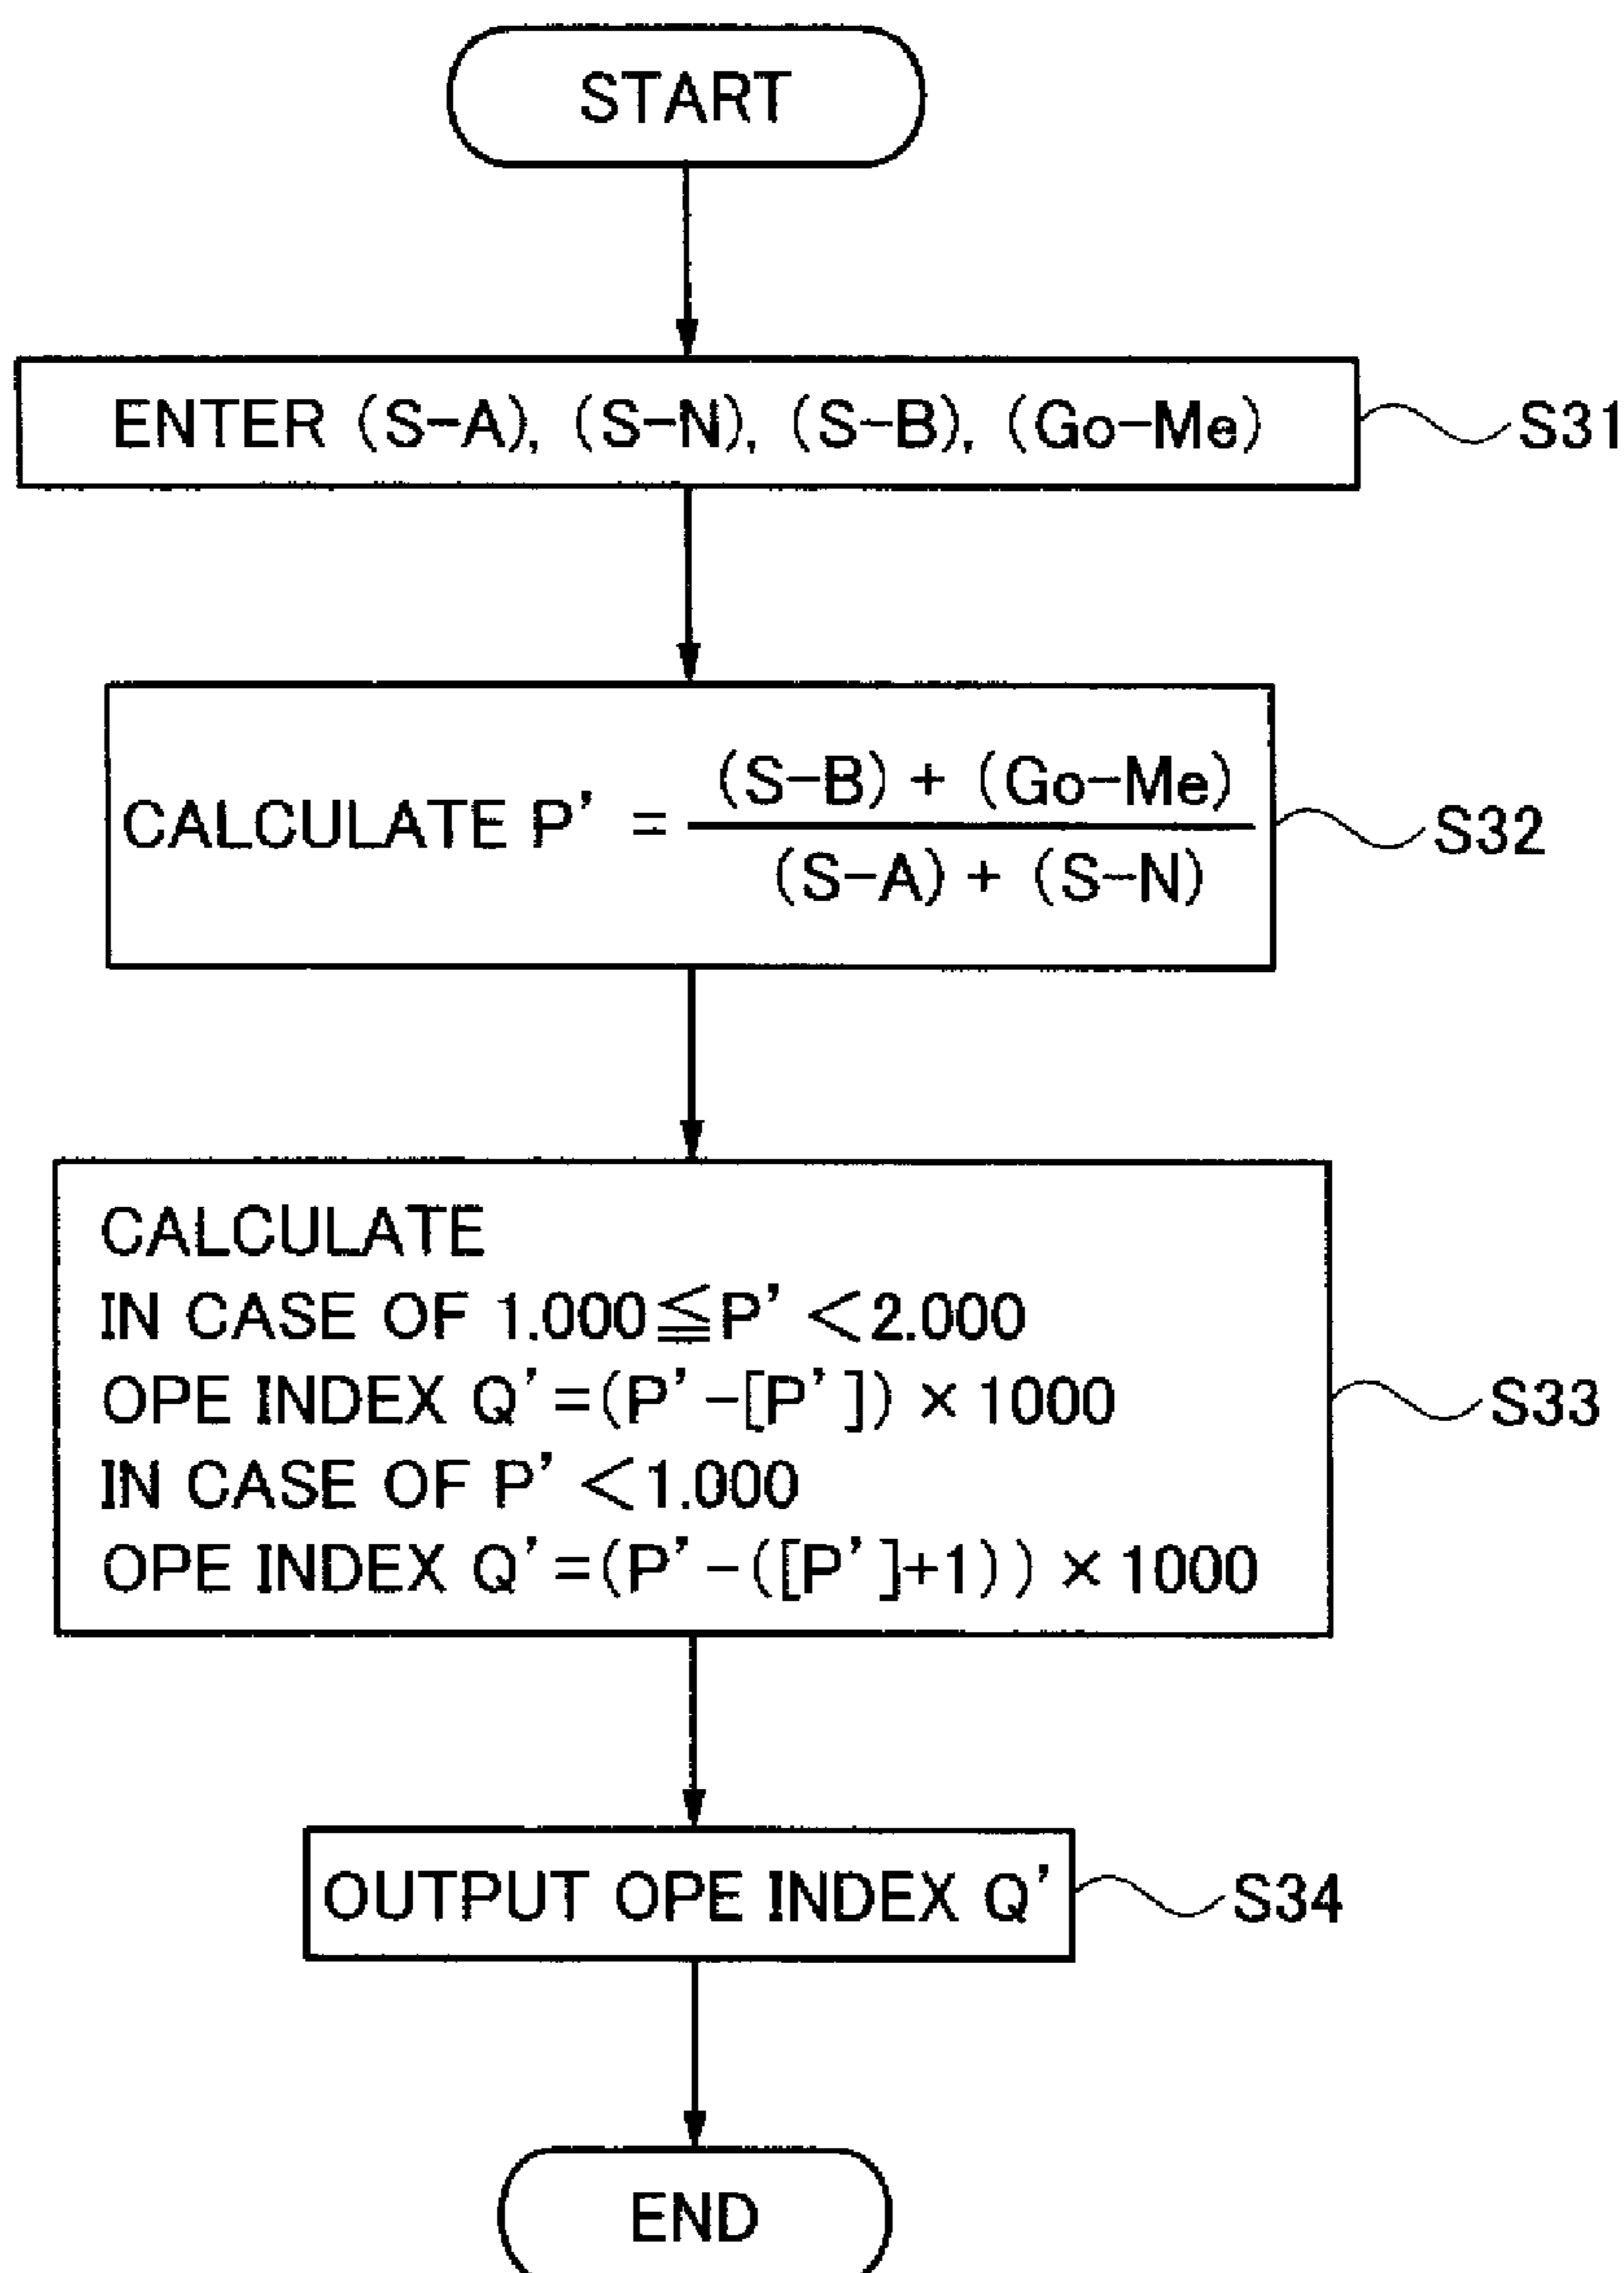 START
ENTER (S-A), (S-N), (S-B), (Go-Me)
S31
CALCULATE P' = (S-B) + (Go-Me)
(S-A) + (S-N)
S32
CALCULATE
IN CASE OF 1.000≦P' <2.000
OPE INDEX Q'=(P'-[P'])×1000
IN CASE OF P' <1.000
OPE INDEX Q'=(P'-([P']+1))×1000
S33
OUTPUT OPE INDEX Q'
S34
END